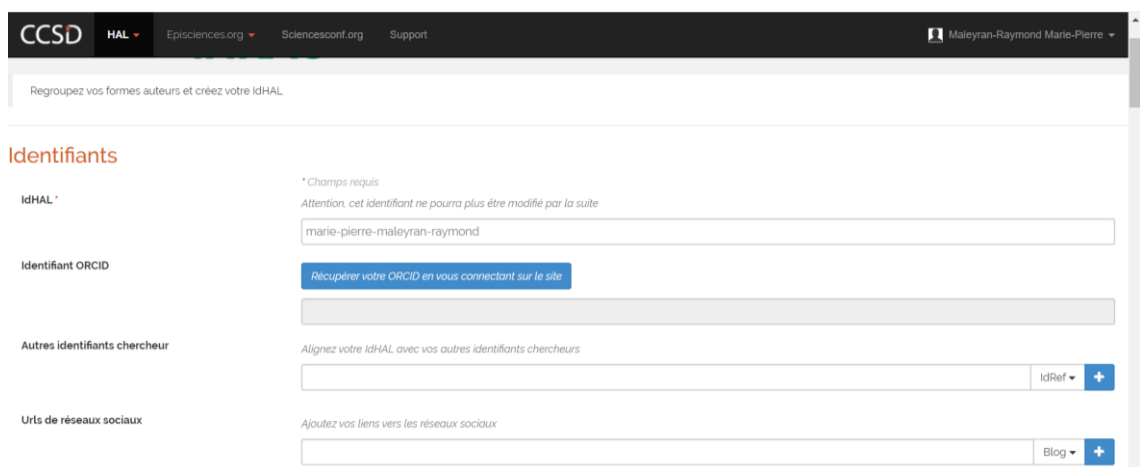 CCSD HAL Episciences.org Sciencesconf.org Support Maleyran-Raymond Marie-Pierre
Regroupez vos formes auteurs et créez votre IdHAL
Identifiants
* Champs requis
IdHAL *
Attention, cet identifiant ne pourra plus être modifié par la suite
marie-pierre-maleyran-raymond
Identifiant ORCID
Récupérer votre ORCID en vous connectant sur le site
Autres identifiants chercheur
Alignez votre IdHAL avec vos autres identifiants chercheurs
IdRef
Urls de réseaux sociaux
Ajoutez vos liens vers les réseaux sociaux
Blog